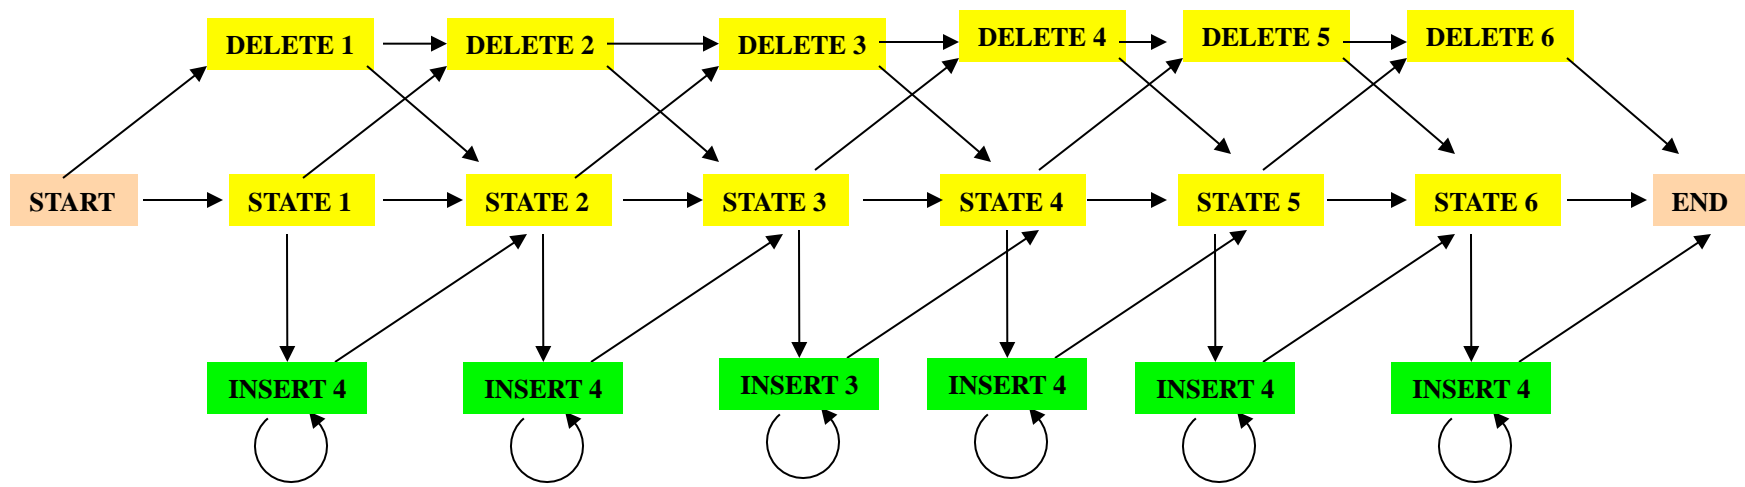 DELETE 1
DELETE 2
DELETE 3
DELETE 4
DELETE 5
DELETE 6
START
STATE 1
STATE 2
STATE 3
STATE 4
STATE 5
STATE 6
END
INSERT 4
INSERT 4
INSERT 3
INSERT 4
INSERT 4
INSERT 4